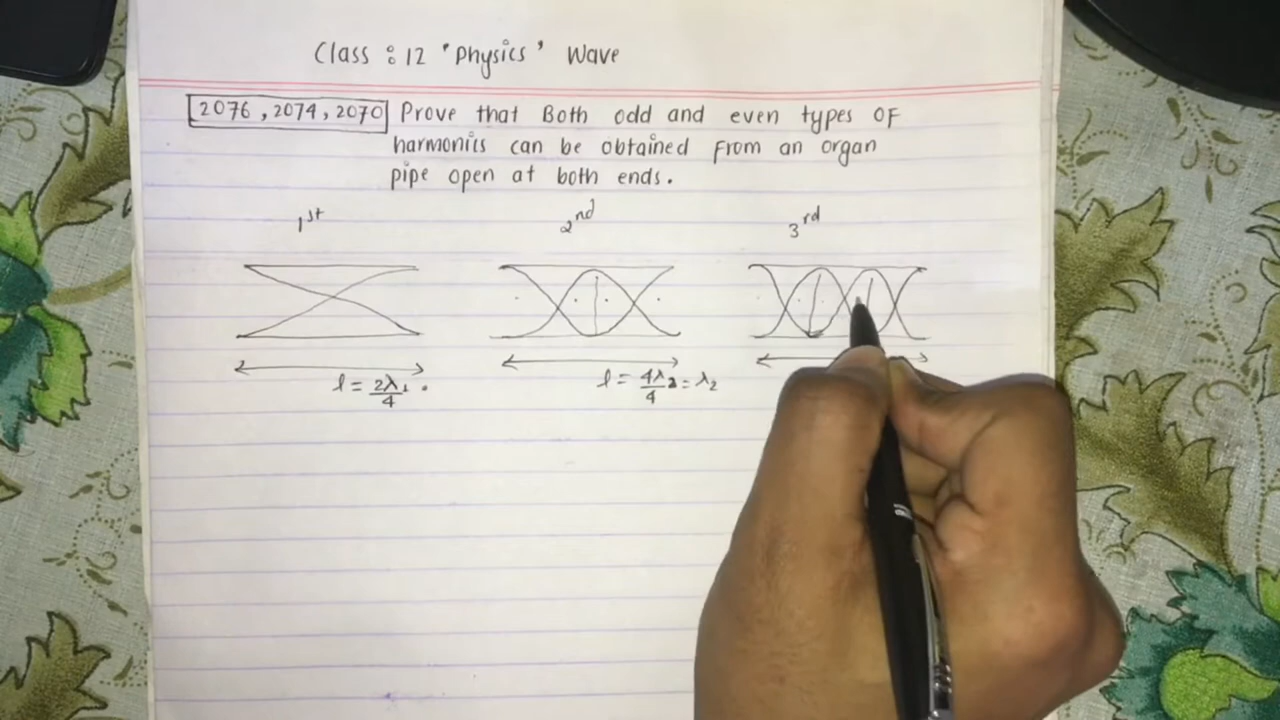 Class : 12 'Physics' Wave
2076, 2074, 2070 Prove that Both odd and even types OF
harmonics can be obtained From an organ
pipe open at both ends.
1st 2nd 3rd
l = 2λ1/4 . l = 4λ2/4 = λ2